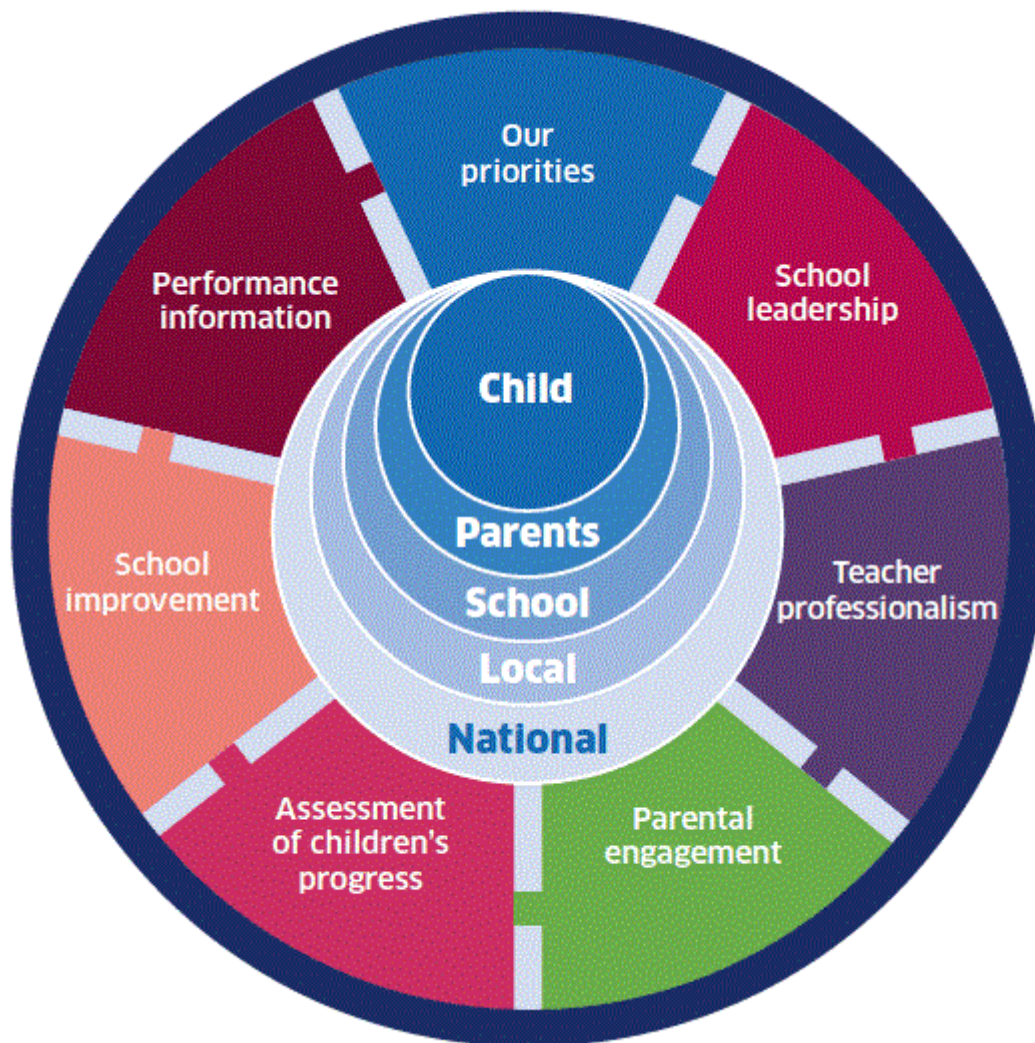 Our
priorities
School
leadership
Teacher
professionalism
Parental
engagement
Assessment
of children's
progress
School
improvement
Performance
information
Child
Parents
School
Local
National